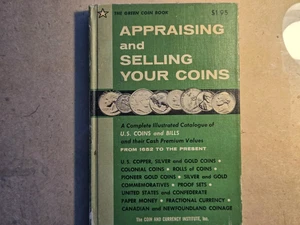 THE GREEN COIN BOOK
$1.95
APPRAISING
and
SELLING
YOUR COINS
A Complete Illustrated Catalogue of
U.S. COINS and BILLS
and their Cash Premium Values
FROM 1652 TO THE PRESENT
U.S. COPPER, SILVER and GOLD COINS •
COLONIAL COINS • ROLLS of COINS •
PIONEER GOLD COINS • SILVER and GOLD
COMMEMORATIVES • PROOF SETS •
UNITED STATES and CONFEDERATE
PAPER MONEY • FRACTIONAL CURRENCY •
CANADIAN and NEWFOUNDLAND COINAGE
The COIN AND CURRENCY INSTITUTE, INC.